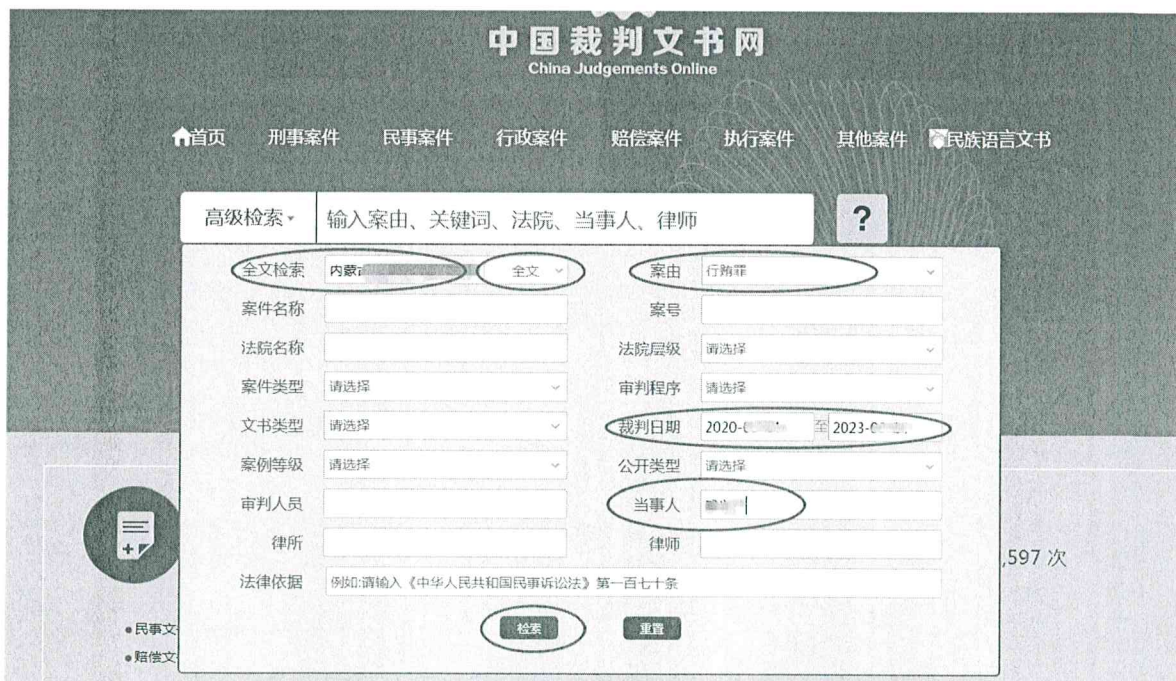 中国裁判文书网
China Judgements Online
首页 刑事案件 民事案件 行政案件 赔偿案件 执行案件 其他案件 民族语言文书
高级检索 输入案由、关键词、法院、当事人、律师 ?
全文检索 内蒙 全文 案由 行贿罪
案件名称 案号
法院名称 法院层级 请选择
案件类型 请选择 审判程序 请选择
文书类型 请选择 裁判日期 2020- 至 2023-
案例等级 请选择 公开类型 请选择
审判人员 当事人
律所 律师
,597 次
法律依据 例如:请输入《中华人民共和国民事诉讼法》第一百七十条
检索 重置
•民事文
•赔偿文